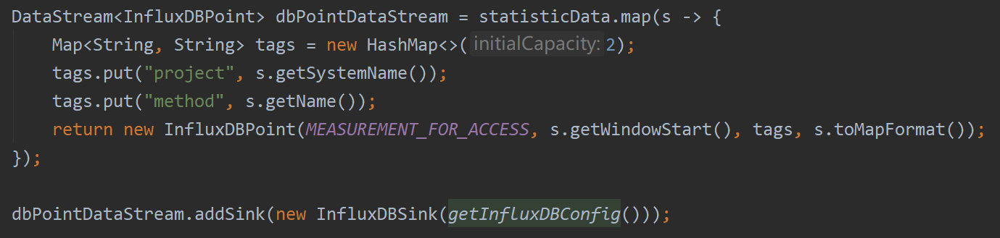 DataStream<InfluxDBPoint> dbPointDataStream = statisticData.map(s -> {
    Map<String, String> tags = new HashMap<>( initialCapacity: 2);
    tags.put("project", s.getSystemName());
    tags.put("method", s.getName());
    return new InfluxDBPoint(MEASUREMENT_FOR_ACCESS, s.getWindowStart(), tags, s.toMapFormat());
});
dbPointDataStream.addSink(new InfluxDBSink(getInfluxDBConfig()));